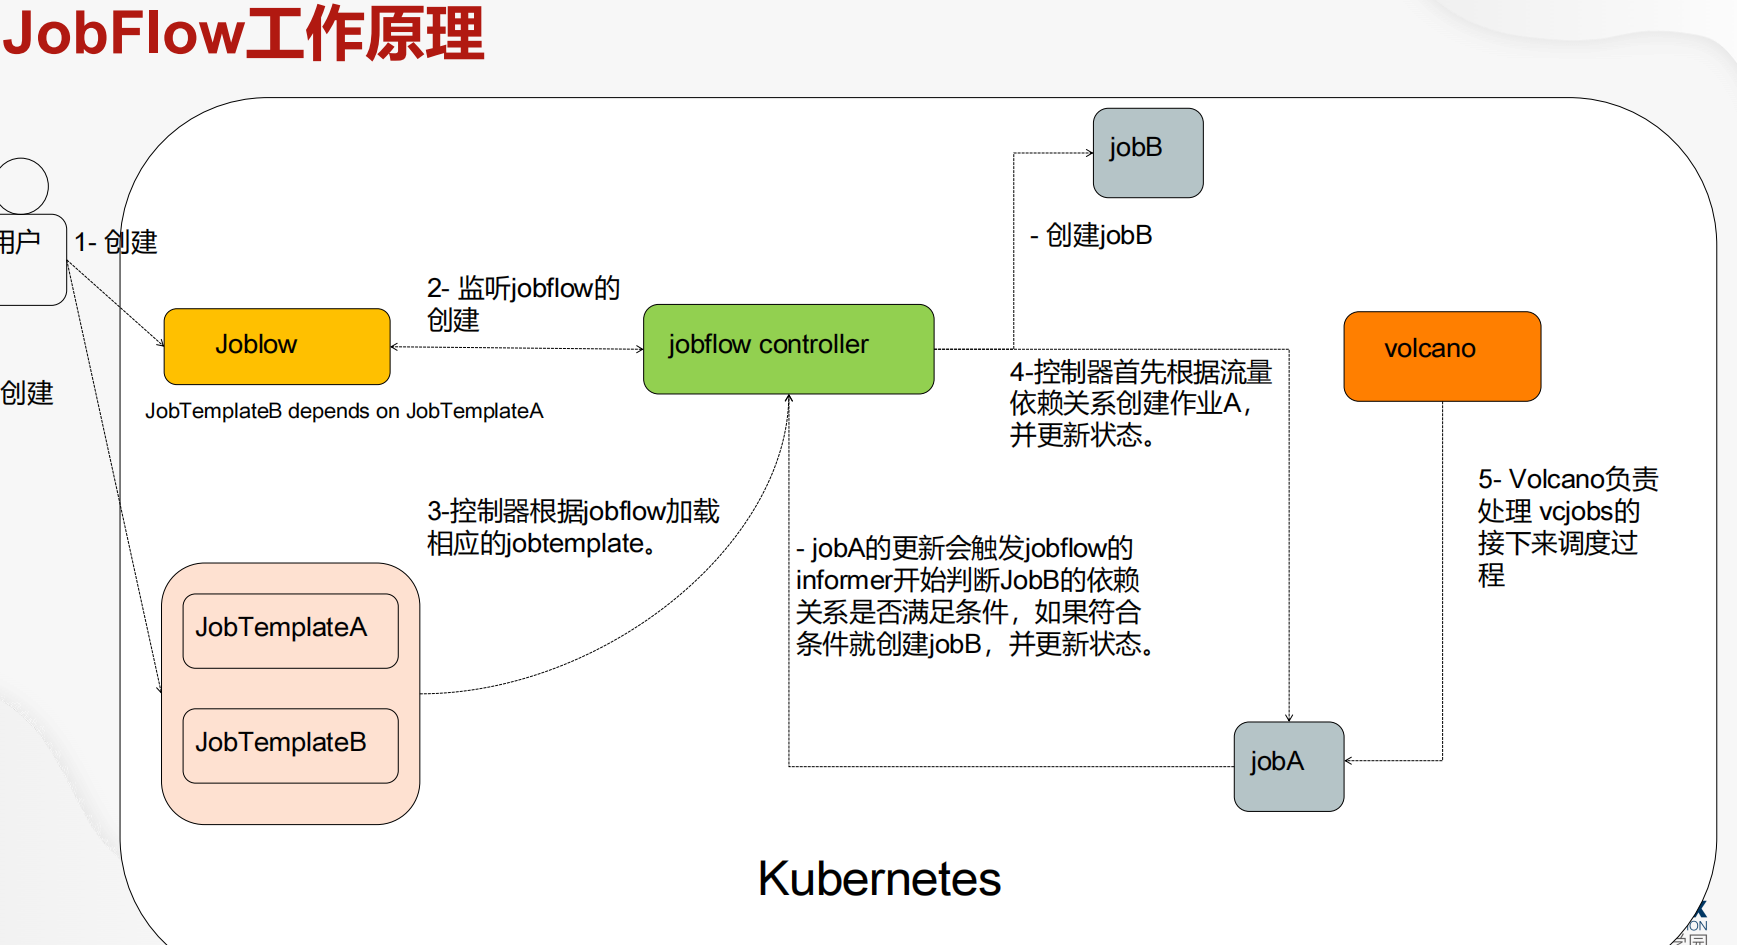 JobFlow工作原理
jobB
用户
1- 创建
- 创建jobB
2- 监听jobflow的
创建
Joblow
jobflow controller
volcano
创建
JobTemplateB depends on JobTemplateA
4-控制器首先根据流量
依赖关系创建作业A，
并更新状态。
3-控制器根据jobflow加载
相应的jobtemplate。
5- Volcano负责
处理 vcjobs的
接下来调度过
程
- jobA的更新会触发jobflow的
informer开始判断JobB的依赖
关系是否满足条件，如果符合
条件就创建jobB，并更新状态。
JobTemplateA
JobTemplateB
jobA
Kubernetes